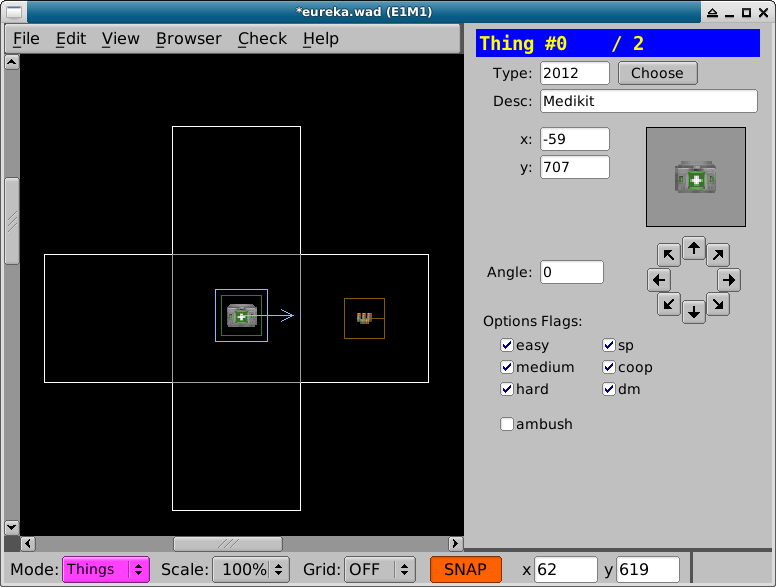 *eureka.wad (E1M1)
File Edit View Browser Check Help
Thing #0 / 2
Type: 2012 Choose
Desc: Medikit
x: -59
y: 707
Angle: 0
Options Flags:
easy sp
medium coop
hard dm
ambush
Mode: Things Scale: 100% Grid: OFF SNAP x 62 y 619